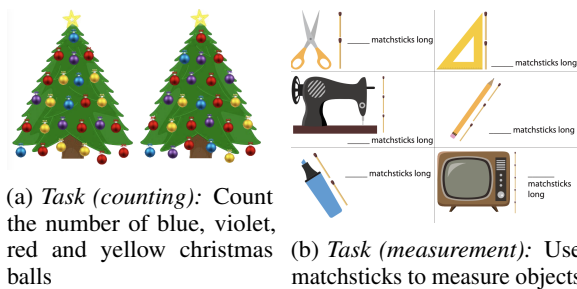 _____ matchsticks long
_____ matchsticks long
_____ matchsticks long
_____ matchsticks long
_____ matchsticks long
_____
matchsticks
long
(a) Task (counting): Count
the number of blue, violet,
red and yellow christmas
balls
(b) Task (measurement): Use
matchsticks to measure objects